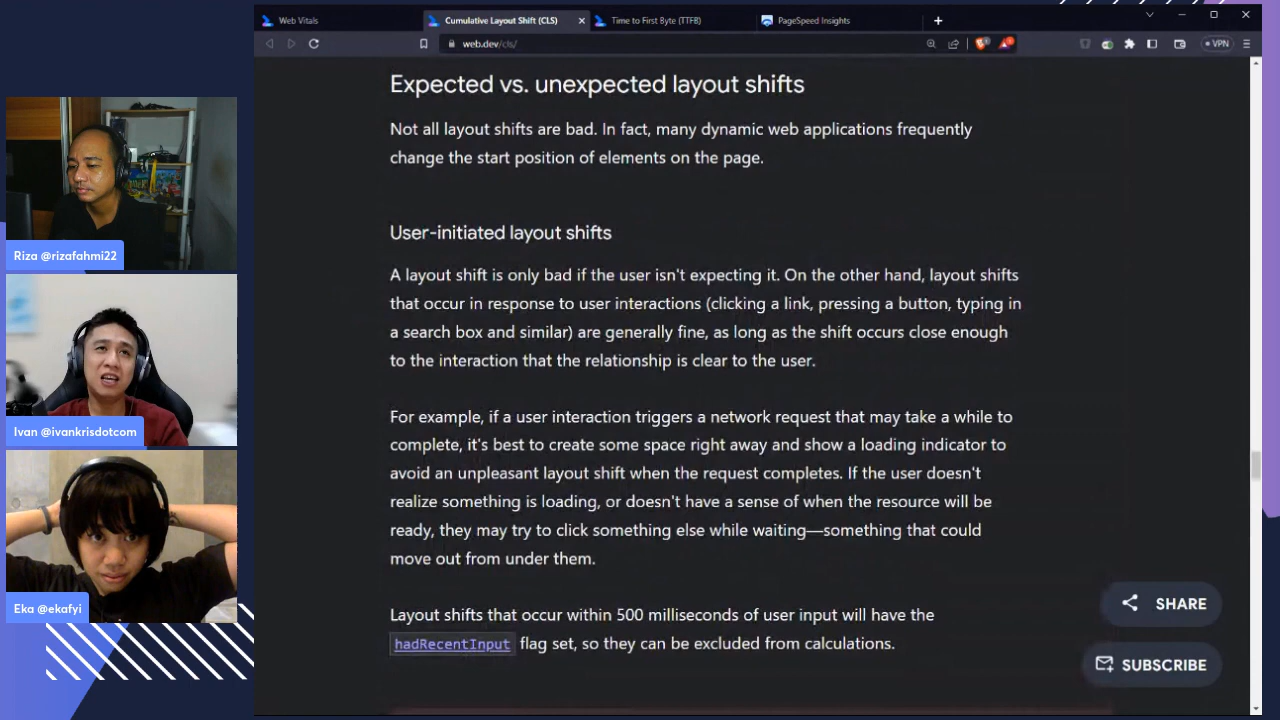 Web Vitals
Cumulative Layout Shift (CLS)
Time to First Byte (TTFB)
PageSpeed Insights
web.dev/cls/
VPN
Expected vs. unexpected layout shifts
Not all layout shifts are bad. In fact, many dynamic web applications frequently
change the start position of elements on the page.
User-initiated layout shifts
A layout shift is only bad if the user isn't expecting it. On the other hand, layout shifts
that occur in response to user interactions (clicking a link, pressing a button, typing in
a search box and similar) are generally fine, as long as the shift occurs close enough
to the interaction that the relationship is clear to the user.
For example, if a user interaction triggers a network request that may take a while to
complete, it's best to create some space right away and show a loading indicator to
avoid an unpleasant layout shift when the request completes. If the user doesn't
realize something is loading, or doesn't have a sense of when the resource will be
ready, they may try to click something else while waiting—something that could
move out from under them.
Layout shifts that occur within 500 milliseconds of user input will have the
hadRecentInput flag set, so they can be excluded from calculations.
SHARE
SUBSCRIBE
Riza @rizafahmi22
Ivan @ivankrisdotcom
Eka @ekafyi